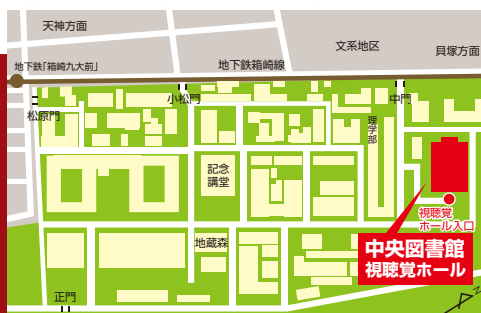 天神方面
文系地区
貝塚方面
地下鉄「箱崎九大前」
地下鉄箱崎線
小松門
中門
松原門
理学部
記念
講堂
視聴覚
ホール入口
地蔵森
中央図書館
視聴覚ホール
正門
N